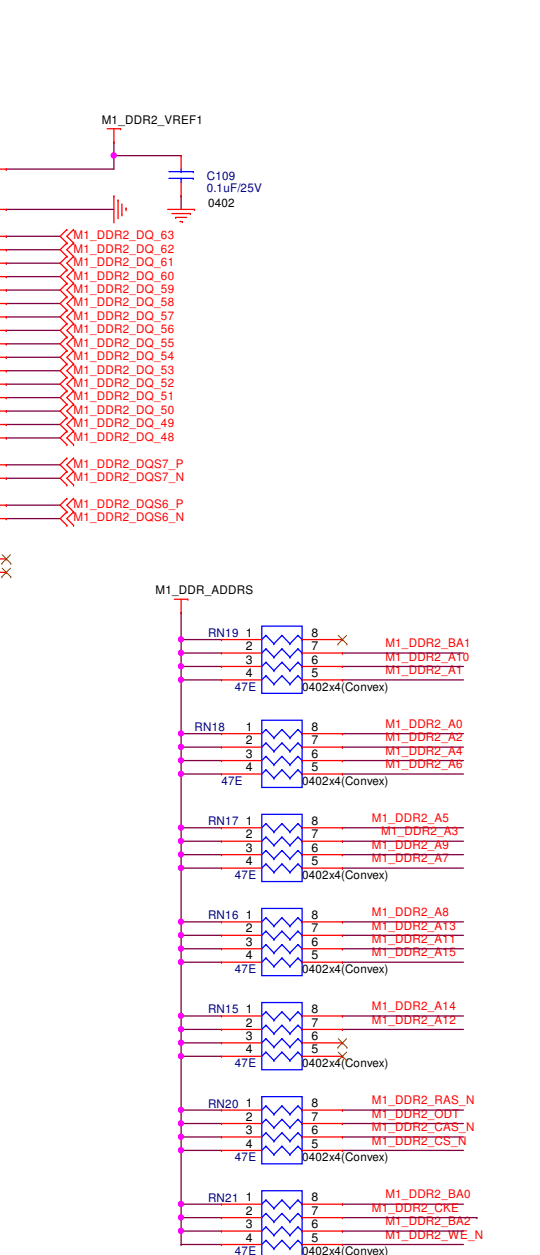 M1_DDR2_VREF1
C109
0.1uF/25V
0402
M1_DDR2_DQ_63
M1_DDR2_DQ_62
M1_DDR2_DQ_61
M1_DDR2_DQ_60
M1_DDR2_DQ_59
M1_DDR2_DQ_58
M1_DDR2_DQ_57
M1_DDR2_DQ_56
M1_DDR2_DQ_55
M1_DDR2_DQ_54
M1_DDR2_DQ_53
M1_DDR2_DQ_52
M1_DDR2_DQ_51
M1_DDR2_DQ_50
M1_DDR2_DQ_49
M1_DDR2_DQ_48
M1_DDR2_DQS7_P
M1_DDR2_DQS7_N
M1_DDR2_DQS6_P
M1_DDR2_DQS6_N
M1_DDR_ADDRS
RN19 1 8
2 7 M1_DDR2_BA1
3 6 M1_DDR2_A10
4 5 M1_DDR2_A1
47E 0402x4(Convex)
RN18 1 8 M1_DDR2_A0
2 7 M1_DDR2_A2
3 6 M1_DDR2_A4
4 5 M1_DDR2_A6
47E 0402x4(Convex)
RN17 1 8 M1_DDR2_A5
2 7 M1_DDR2_A3
3 6 M1_DDR2_A9
4 5 M1_DDR2_A7
47E 0402x4(Convex)
RN16 1 8 M1_DDR2_A8
2 7 M1_DDR2_A13
3 6 M1_DDR2_A11
4 5 M1_DDR2_A15
47E 0402x4(Convex)
RN15 1 8 M1_DDR2_A14
2 7 M1_DDR2_A12
3 6
4 5
47E 0402x4(Convex)
RN20 1 8 M1_DDR2_RAS_N
2 7 M1_DDR2_ODT
3 6 M1_DDR2_CAS_N
4 5 M1_DDR2_CS_N
47E 0402x4(Convex)
RN21 1 8 M1_DDR2_BA0
2 7 M1_DDR2_CKE
3 6 M1_DDR2_BA2
4 5 M1_DDR2_WE_N
47E 0402x4(Convex)